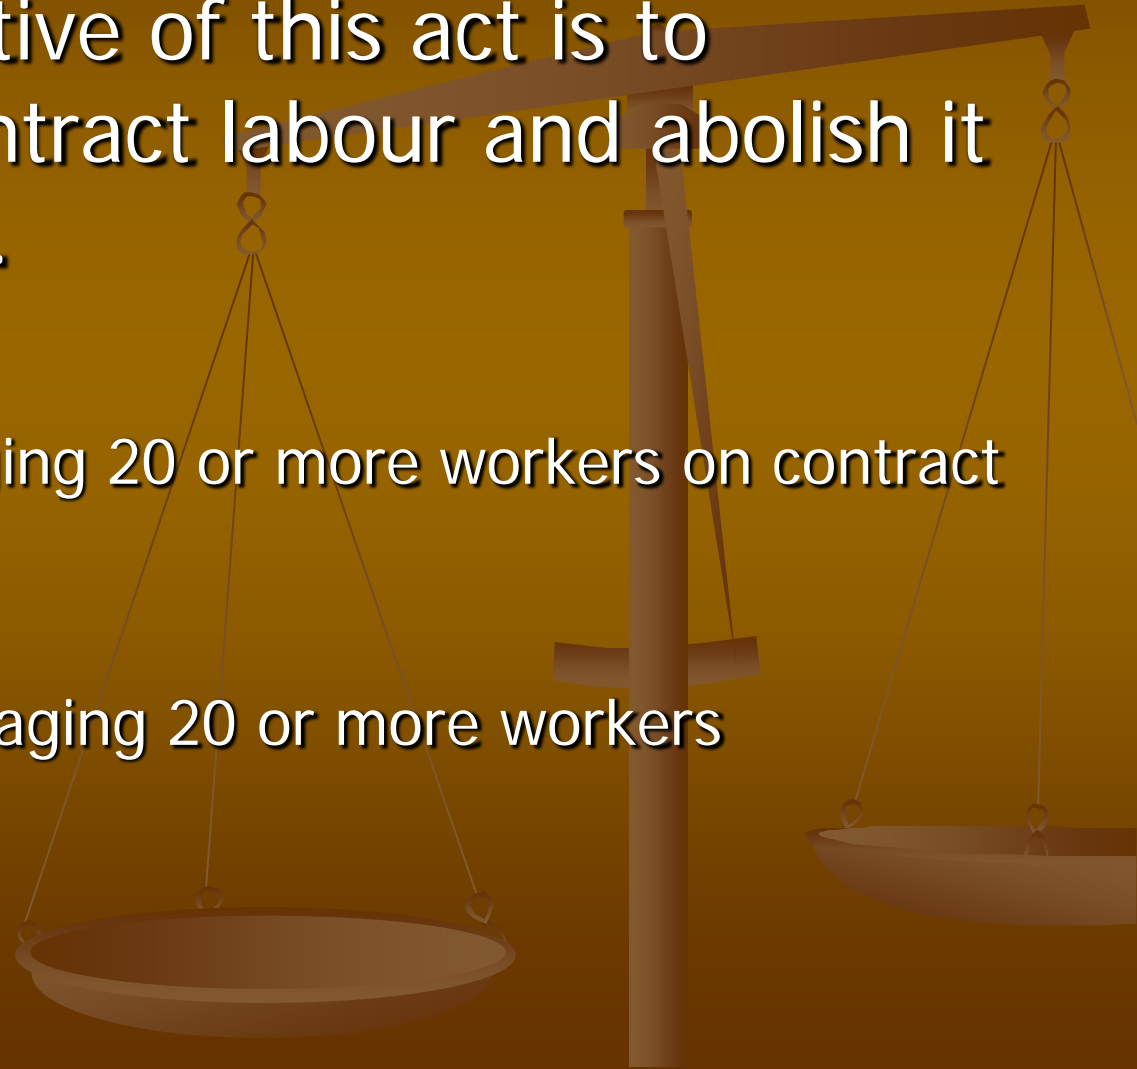 tive of this act is to
ntract labour and abolish it
.
ing 20 or more workers on contract
aging 20 or more workers